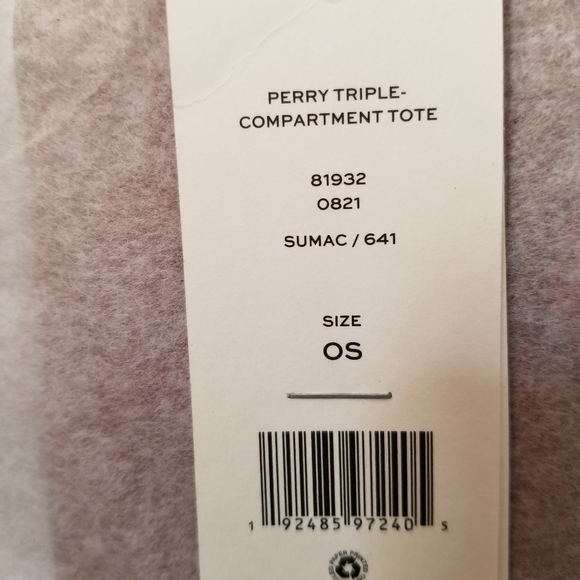 PERRY TRIPLE-
COMPARTMENT TOTE
81932
0821
SUMAC / 641
SIZE
OS
1 92485 97240 5